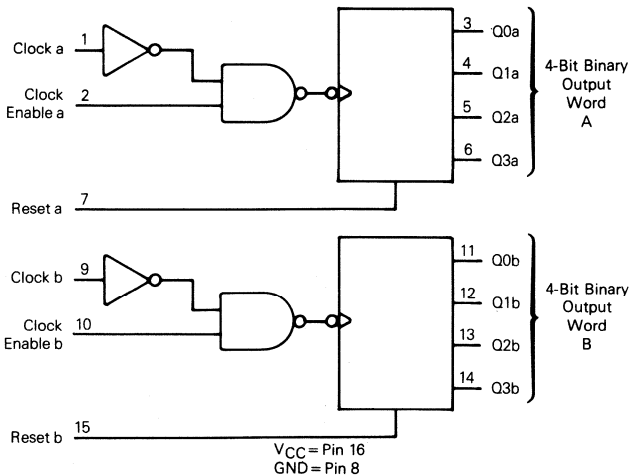 Clock a 1
Clock
Enable a 2
Reset a 7
3 Q0a
4 Q1a
5 Q2a
6 Q3a
4-Bit Binary
Output
Word
A
Clock b 9
Clock
Enable b 10
Reset b 15
11 Q0b
12 Q1b
13 Q2b
14 Q3b
4-Bit Binary
Output
Word
B
VCC = Pin 16
GND = Pin 8